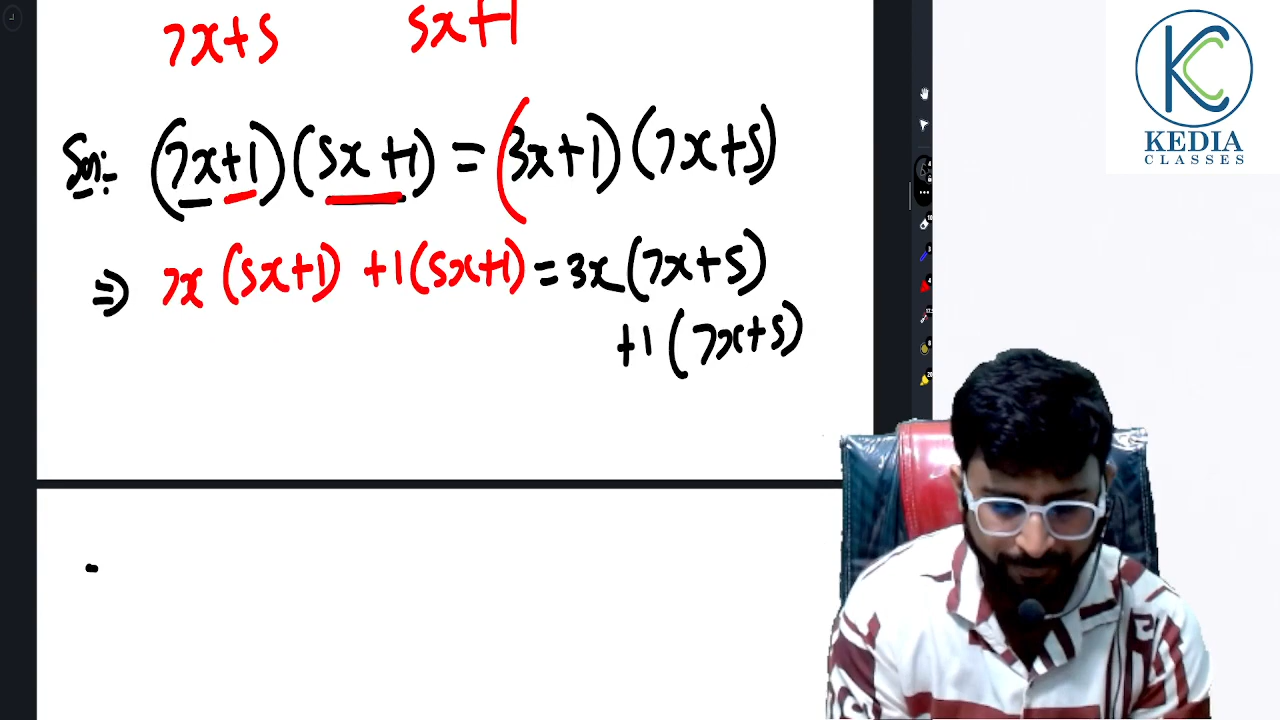 7x+5 5x+1
Sol:- (7x+1)(5x+1) = (3x+1)(7x+5)
⇒ 7x(5x+1) +1(5x+1) = 3x(7x+5)
+1(7x+5)
KEDIA
CLASSES